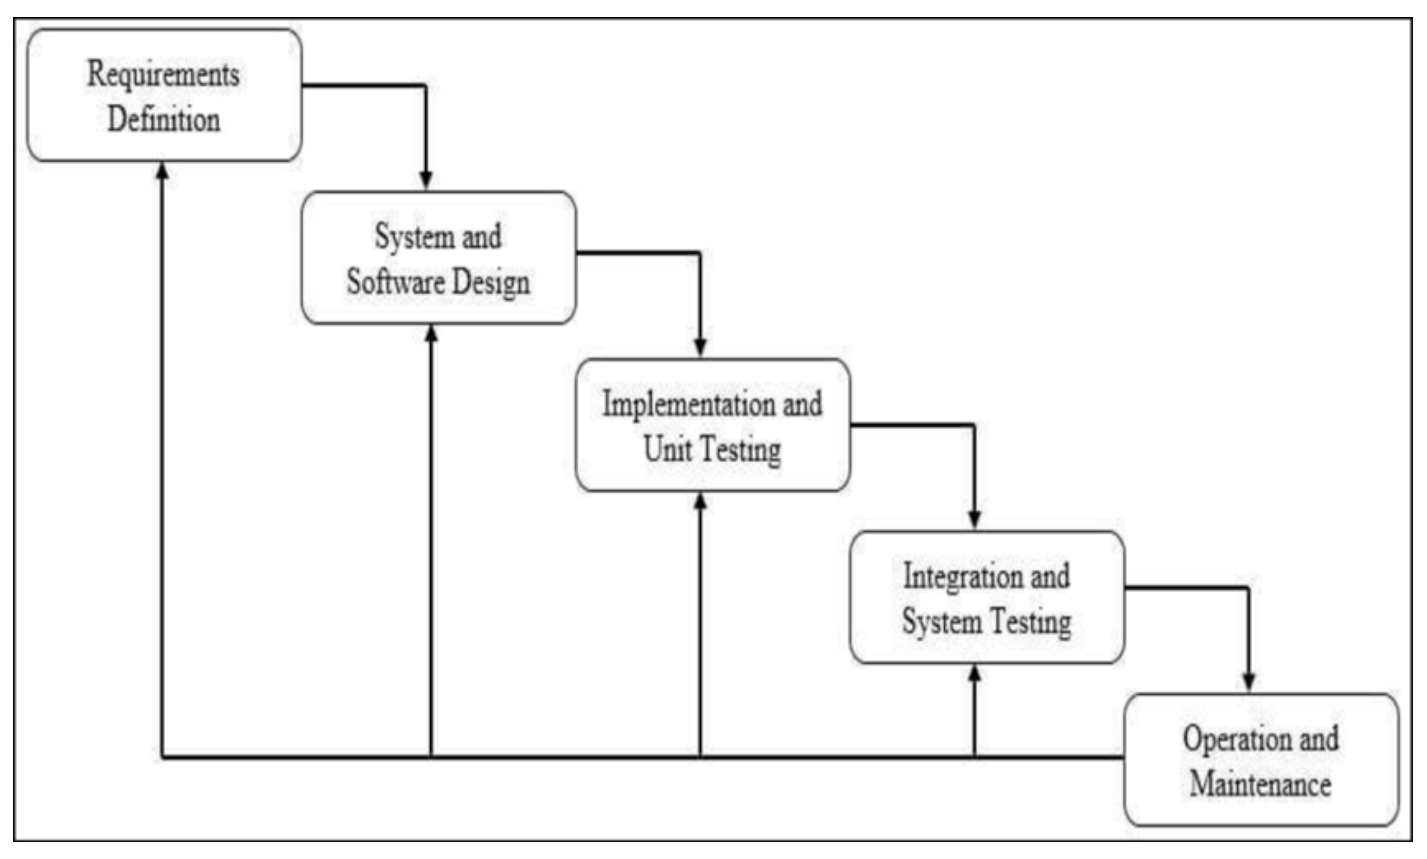 Requirements
Definition
System and
Software Design
Implementation and
Unit Testing
Integration and
System Testing
Operation and
Maintenance